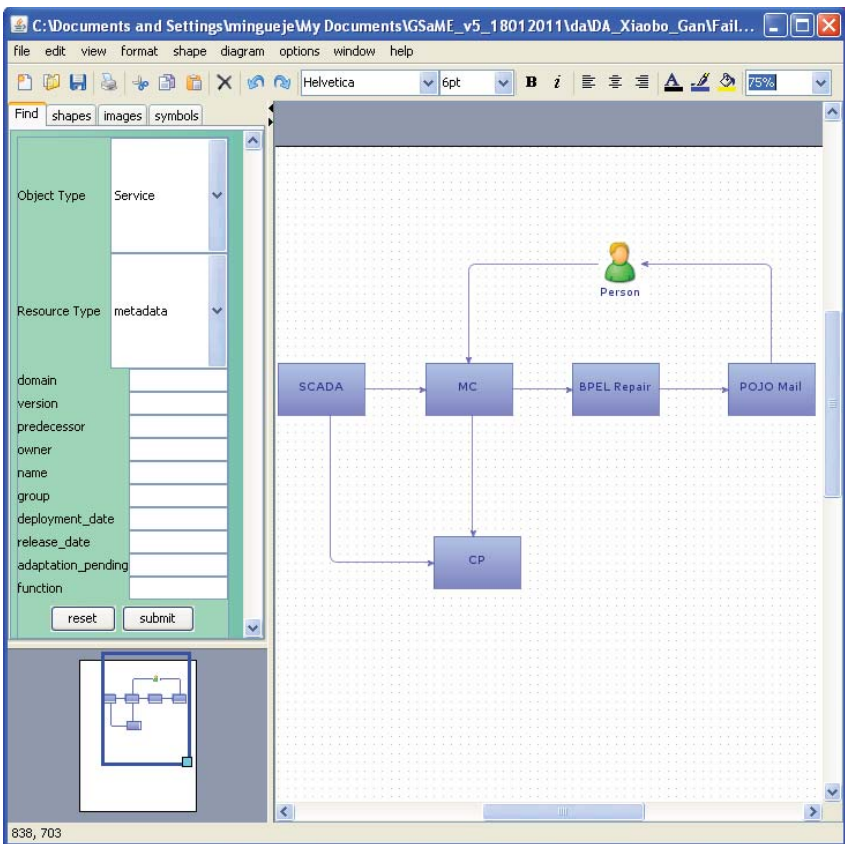 C:\Documents and Settings\mingueje\My Documents\GSaME_v5_18012011\da\DA_Xiaobo_Gan\Fail...
file edit view format shape diagram options window help
Helvetica 6pt B i A 75%
Find shapes images symbols
Object Type Service
Resource Type metadata
domain
version
predecessor
owner
name
group
deployment_date
release_date
adaptation_pending
function
reset submit
Person
SCADA MC BPEL Repair POJO Mail
CP
838, 703